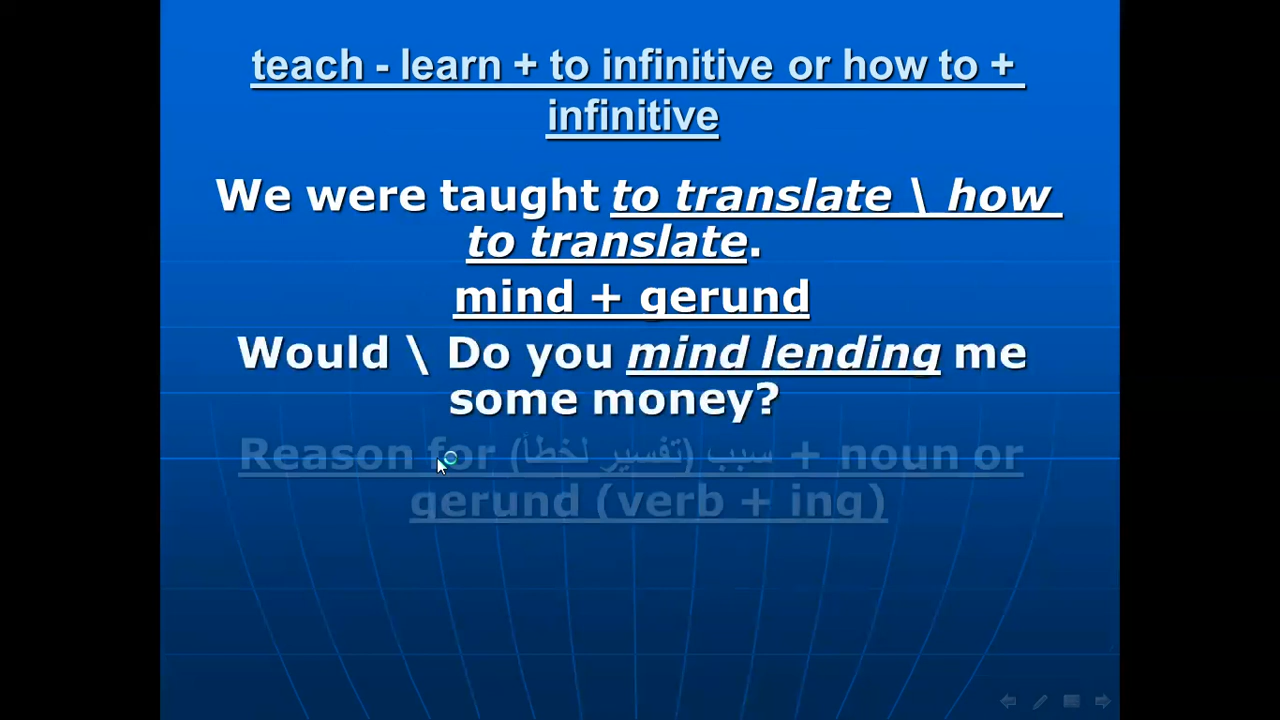 teach - learn + to infinitive or how to +
infinitive
We were taught to translate \ how
to translate.
mind + gerund
Would \ Do you mind lending me
some money?
Reason for سبب (تفسير لخطأ) + noun or
gerund (verb + ing)